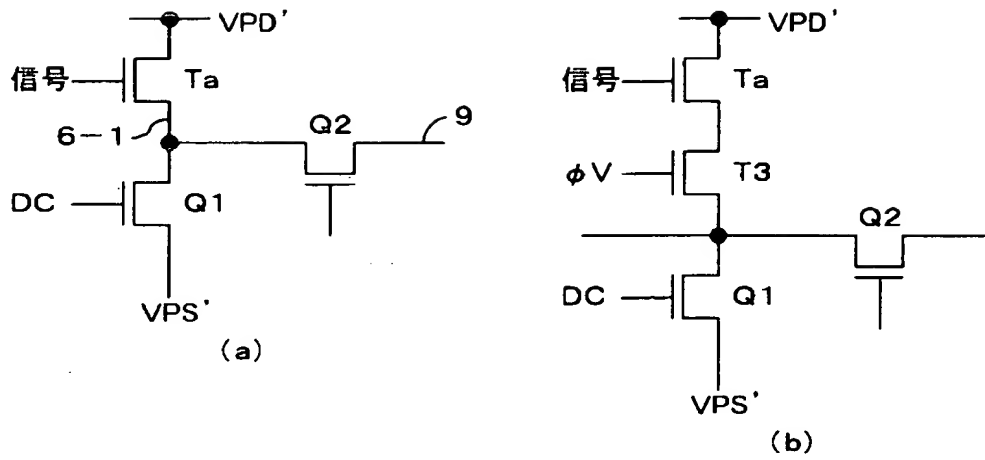 VPD'
信号
Ta
6-1
Q2
9
DC
Q1
VPS'
(a)
VPD'
信号
Ta
φV
T3
Q2
DC
Q1
VPS'
(b)